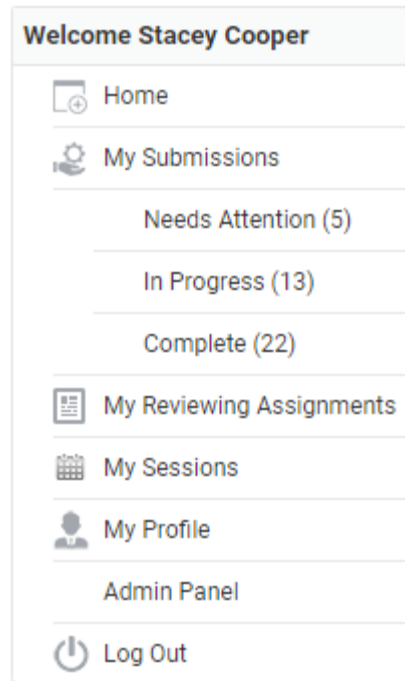 Welcome Stacey Cooper
Home
My Submissions
Needs Attention (5)
In Progress (13)
Complete (22)
My Reviewing Assignments
My Sessions
My Profile
Admin Panel
Log Out